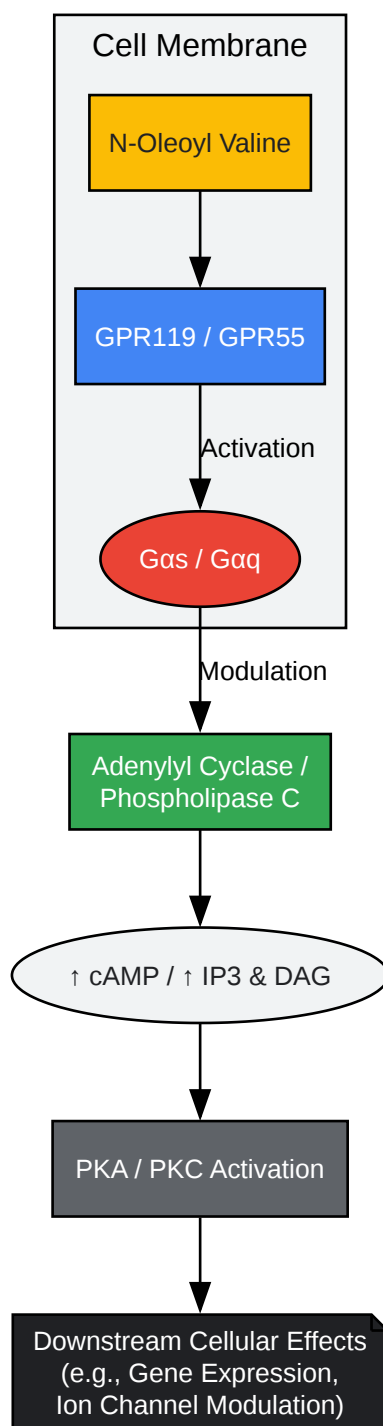 Cell Membrane
N-Oleoyl Valine
GPR119 / GPR55
Activation
Gαs / Gαq
Modulation
Adenylyl Cyclase /
Phospholipase C
↑ cAMP / ↑ IP3 & DAG
PKA / PKC Activation
Downstream Cellular Effects
(e.g., Gene Expression,
Ion Channel Modulation)